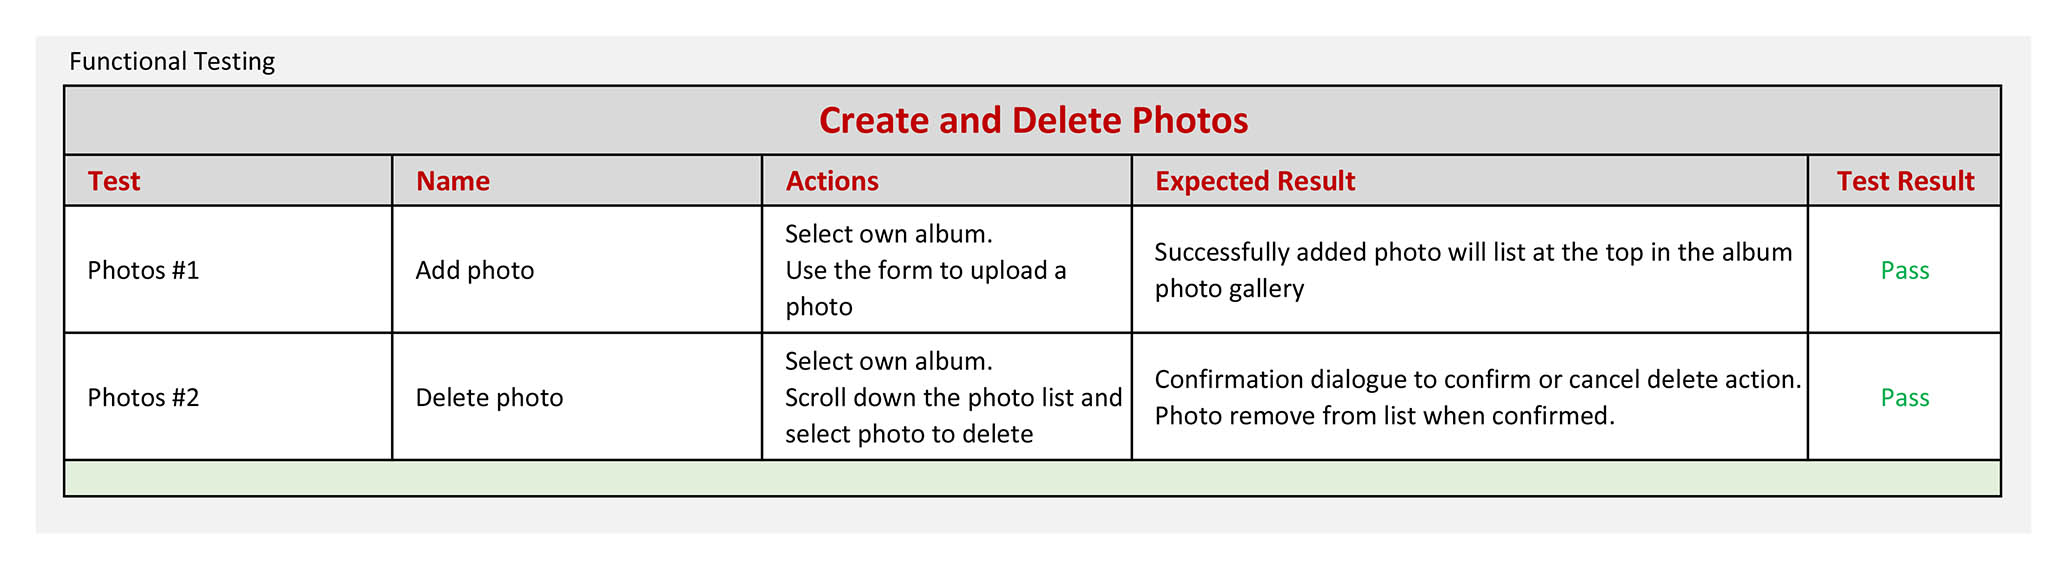 Functional Testing
Create and Delete Photos
Test Name Actions Expected Result Test Result
Photos #1
Add photo
Select own album.
Use the form to upload a
photo
Successfully added photo will list at the top in the album
photo gallery
Pass
Photos #2
Delete photo
Select own album.
Scroll down the photo list and
select photo to delete
Confirmation dialogue to confirm or cancel delete action.
Photo remove from list when confirmed.
Pass